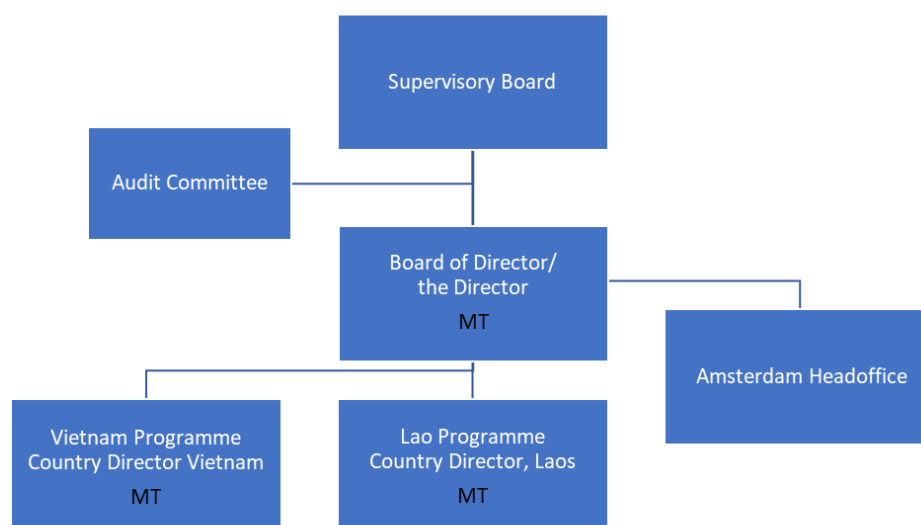 Supervisory Board
Audit Committee
Board of Director/
the Director
MT
Amsterdam Headoffice
Vietnam Programme
Country Director Vietnam
MT
Lao Programme
Country Director, Laos
MT